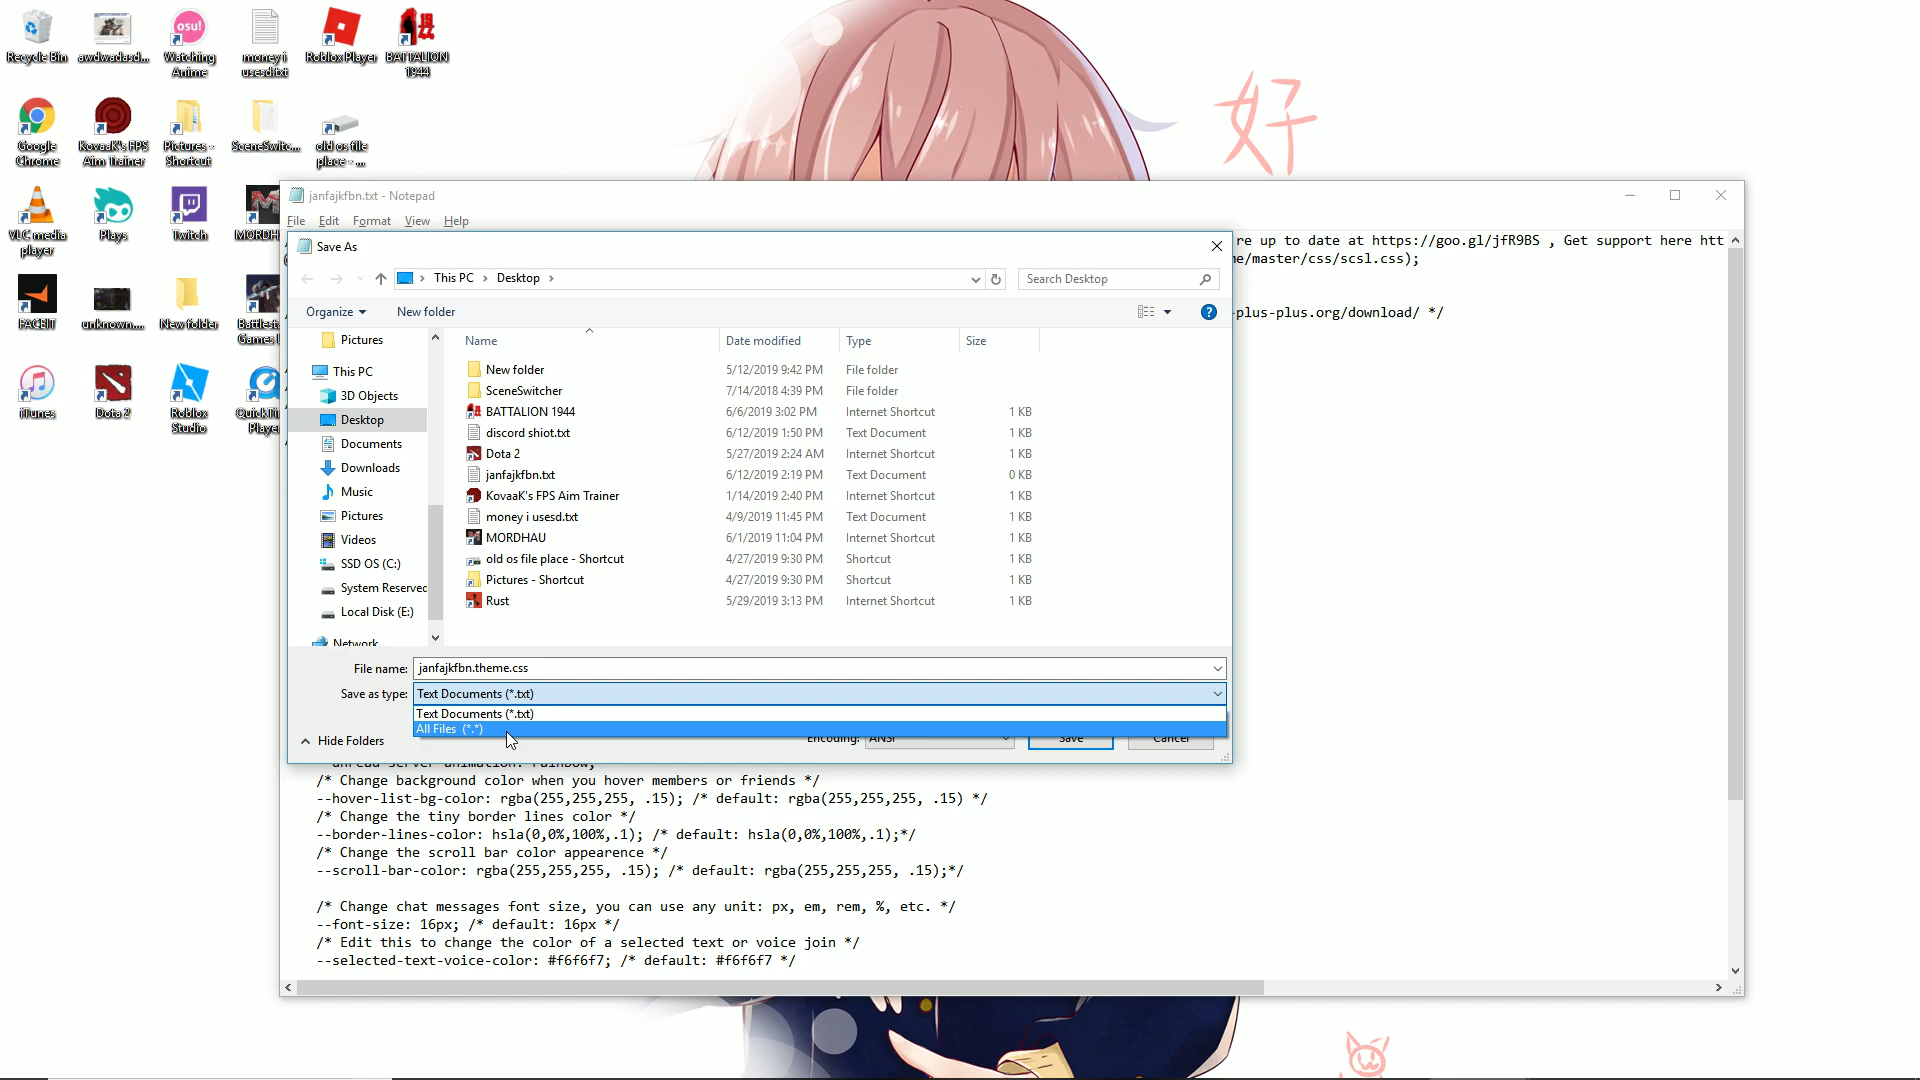 Recycle Bin
awdwadasd...
osu!
Watching
Anime
money i
usesd.txt
Roblox Player
BATTALION
1944
好
Google
Chrome
KovaaK's FPS
Aim Trainer
Pictures -
Shortcut
SceneSwitc...
old os file
place - ...
VLC media
player
Plays
Twitch
MORDH
FACEIT
unknown....
New folder
Battlest
Games
iTunes
Dota 2
Roblox
Studio
QuickTi
Playe
janfajkfbn.txt - Notepad
File Edit Format View Help
re up to date at https://goo.gl/jfR9BS , Get support here htt
me/master/css/scsl.css);
-plus-plus.org/download/ */
Save As
This PC Desktop
Search Desktop
Organize New folder
Pictures
This PC
3D Objects
Desktop
Documents
Downloads
Music
Pictures
Videos
SSD OS (C:)
System Reserved
Local Disk (E:)
Network
Name Date modified Type Size
New folder 5/12/2019 9:42 PM File folder
SceneSwitcher 7/14/2018 4:39 PM File folder
BATTALION 1944 6/6/2019 3:02 PM Internet Shortcut 1 KB
discord shiot.txt 6/12/2019 1:50 PM Text Document 1 KB
Dota 2 5/27/2019 2:24 AM Internet Shortcut 1 KB
janfajkfbn.txt 6/12/2019 2:19 PM Text Document 0 KB
KovaaK's FPS Aim Trainer 1/14/2019 2:40 PM Internet Shortcut 1 KB
money i usesd.txt 4/9/2019 11:45 PM Text Document 1 KB
MORDHAU 6/1/2019 11:04 PM Internet Shortcut 1 KB
old os file place - Shortcut 4/27/2019 9:30 PM Shortcut 1 KB
Pictures - Shortcut 4/27/2019 9:30 PM Shortcut 1 KB
Rust 5/29/2019 3:13 PM Internet Shortcut 1 KB
File name: janfajkfbn.theme.css
Save as type: Text Documents (*.txt)
Text Documents (*.txt)
All Files (*.*)
Hide Folders Encoding: ANSI Save Cancel
--unread-server-animation: rainbow;
/* Change background color when you hover members or friends */
--hover-list-bg-color: rgba(255,255,255, .15); /* default: rgba(255,255,255, .15) */
/* Change the tiny border lines color */
--border-lines-color: hsla(0,0%,100%,.1); /* default: hsla(0,0%,100%,.1);*/
/* Change the scroll bar color appearence */
--scroll-bar-color: rgba(255,255,255, .15); /* default: rgba(255,255,255, .15);*/
/* Change chat messages font size, you can use any unit: px, em, rem, %, etc. */
--font-size: 16px; /* default: 16px */
/* Edit this to change the color of a selected text or voice join */
--selected-text-voice-color: #f6f6f7; /* default: #f6f6f7 */